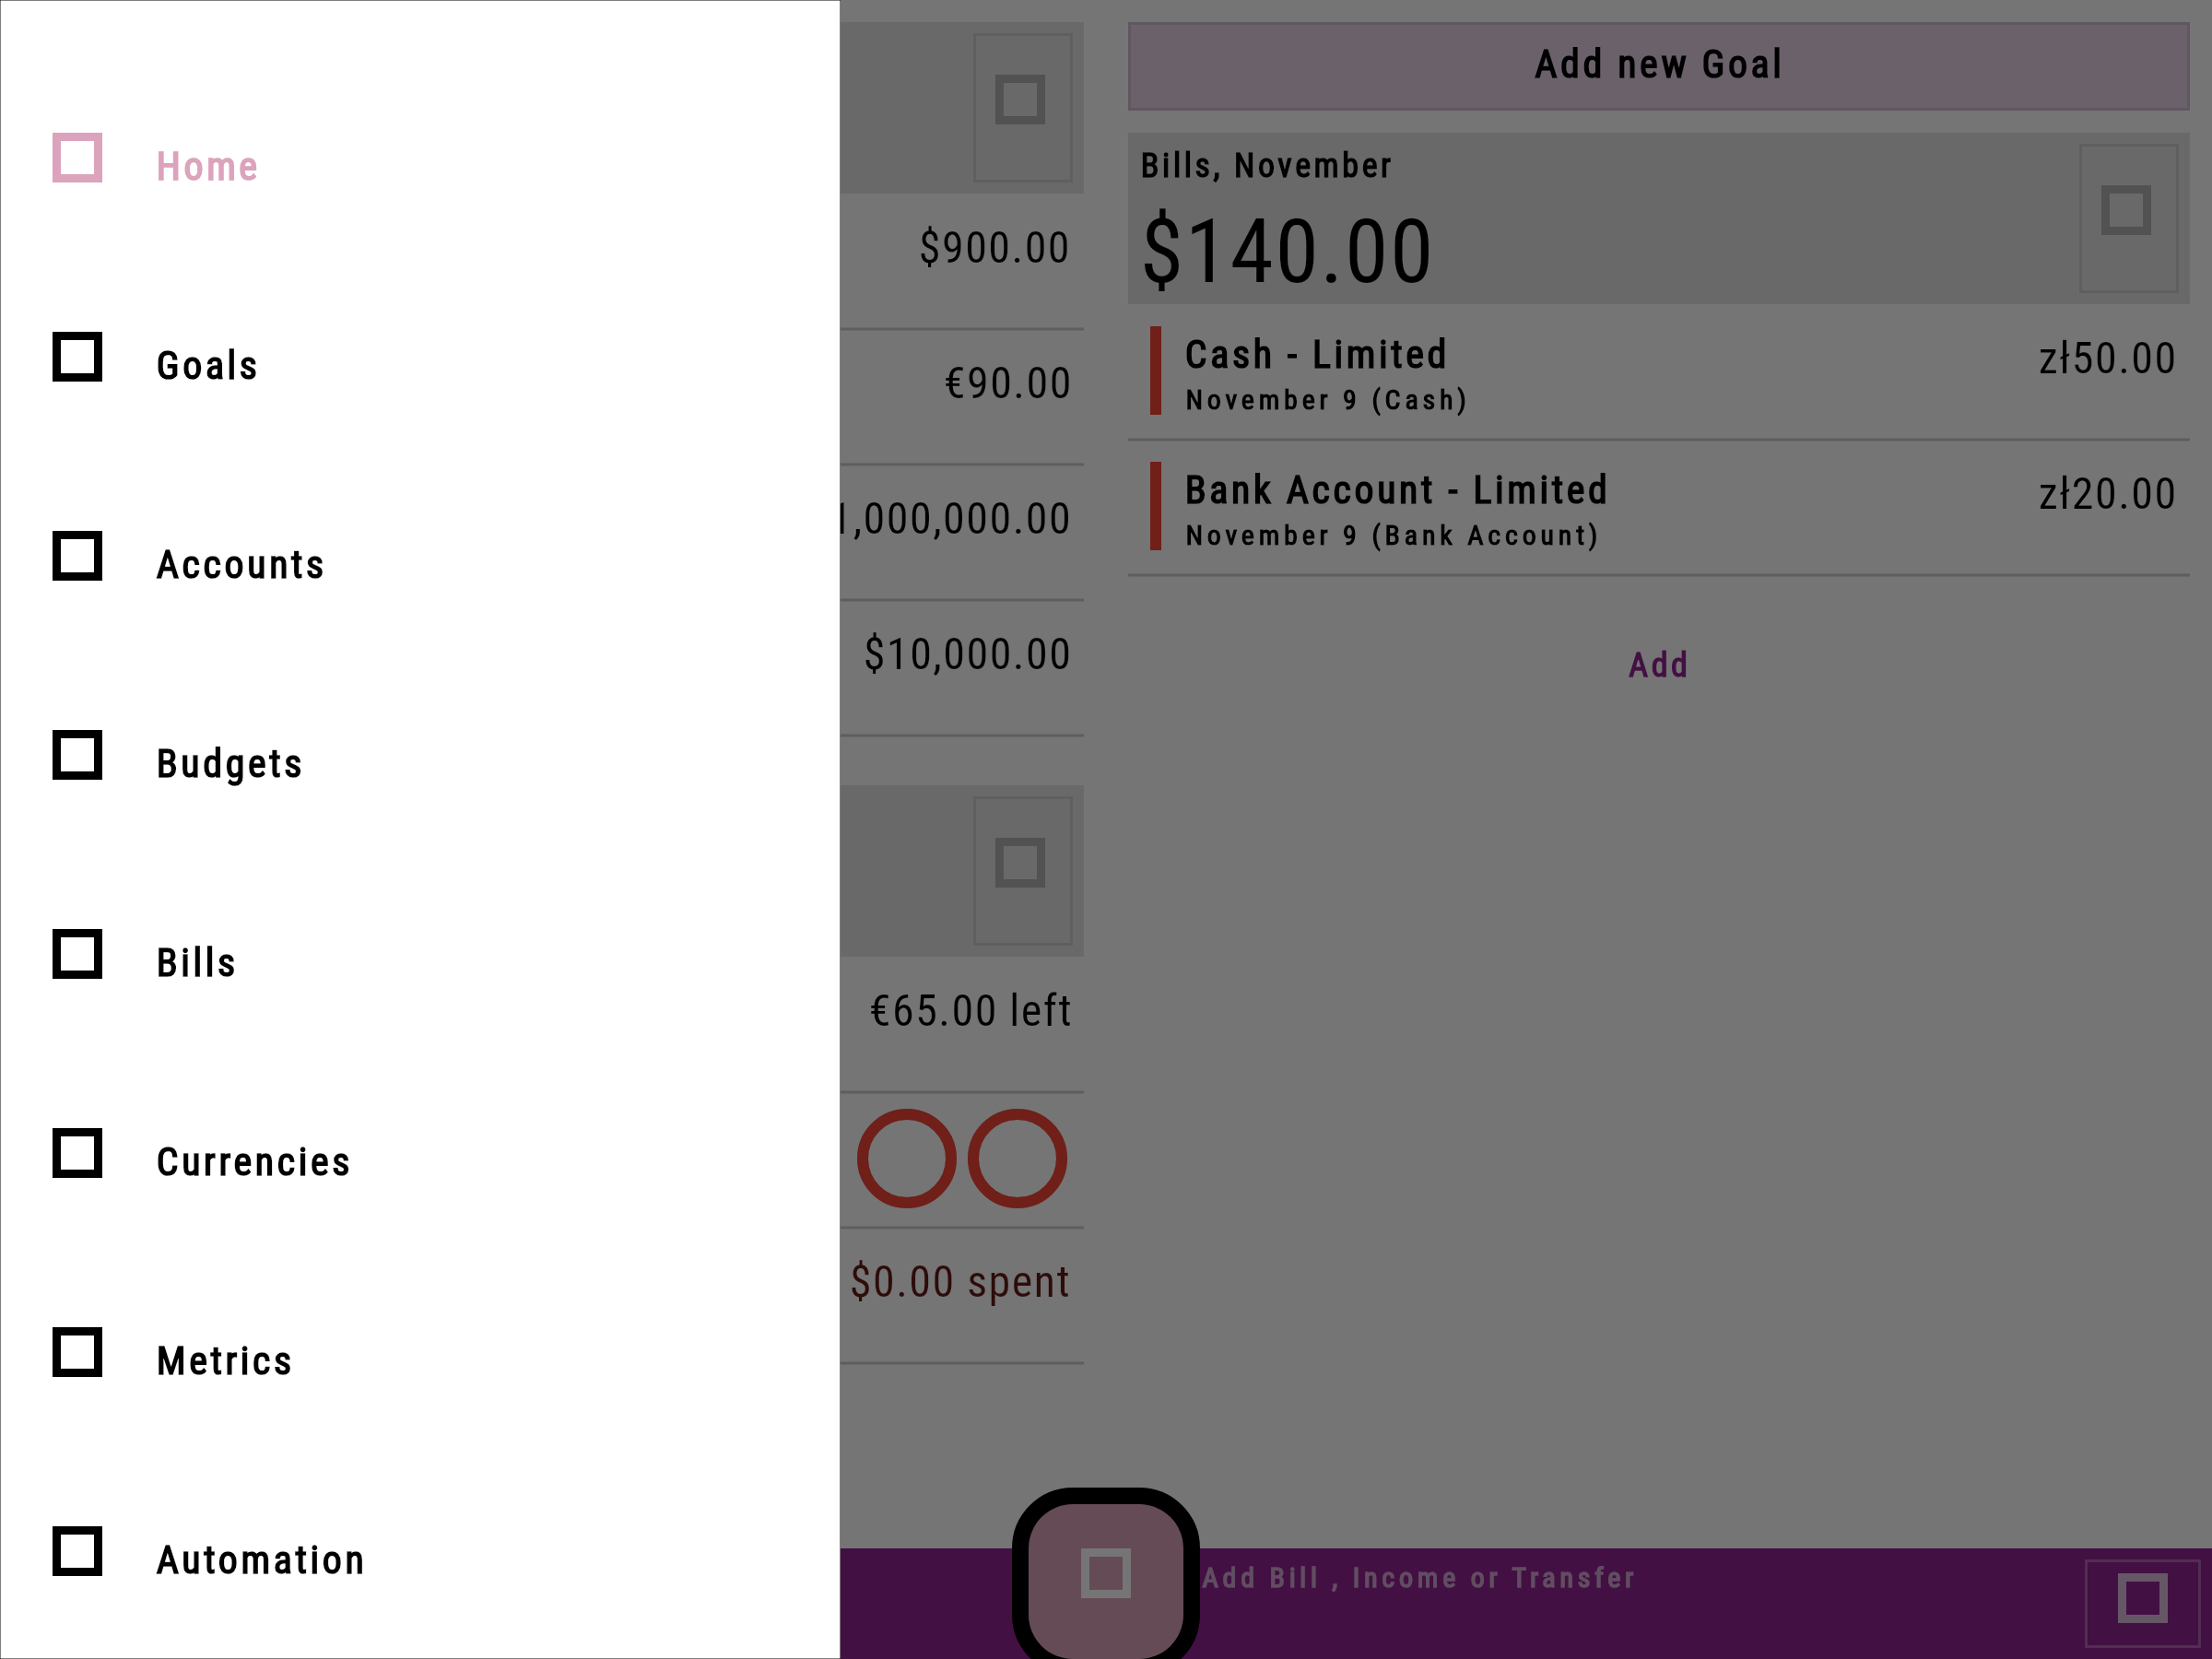 Home
Goals
Accounts
Budgets
Bills
Currencies
Metrics
Automation
$900.00
€90.00
1,000,000.00
$10,000.00
€65.00 left
$0.00 spent
Add new Goal
Bills, November
$140.00
Cash - Limited
zł50.00
November 9 (Cash)
Bank Account - Limited
zł20.00
November 9 (Bank Account)
Add
Add Bill , Income or Transfer